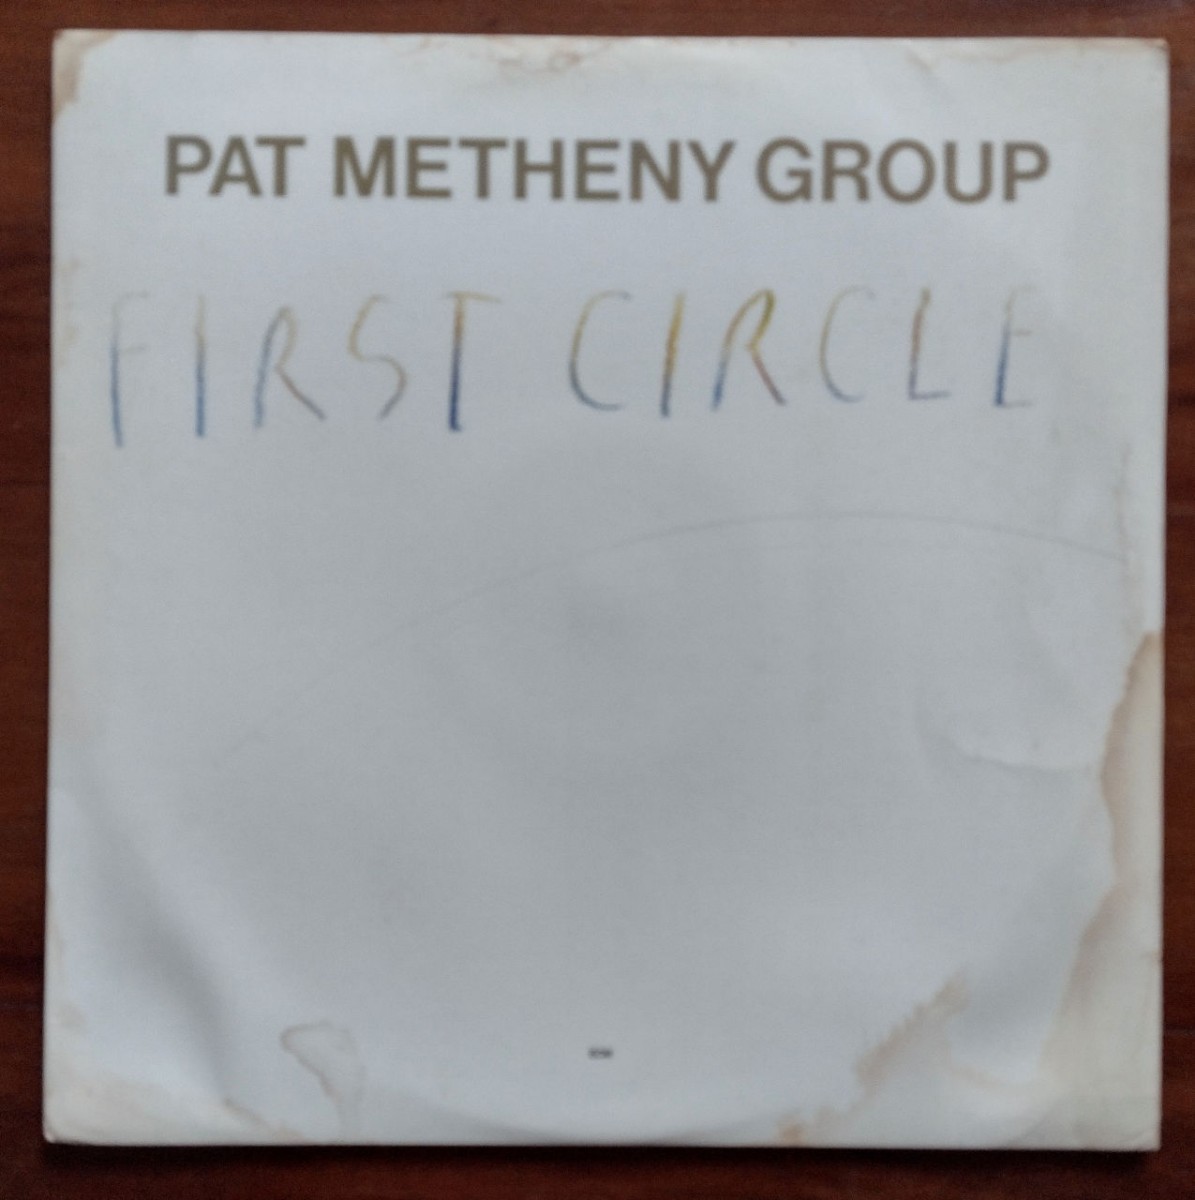 PAT METHENY GROUP
FIRST CIRCLE